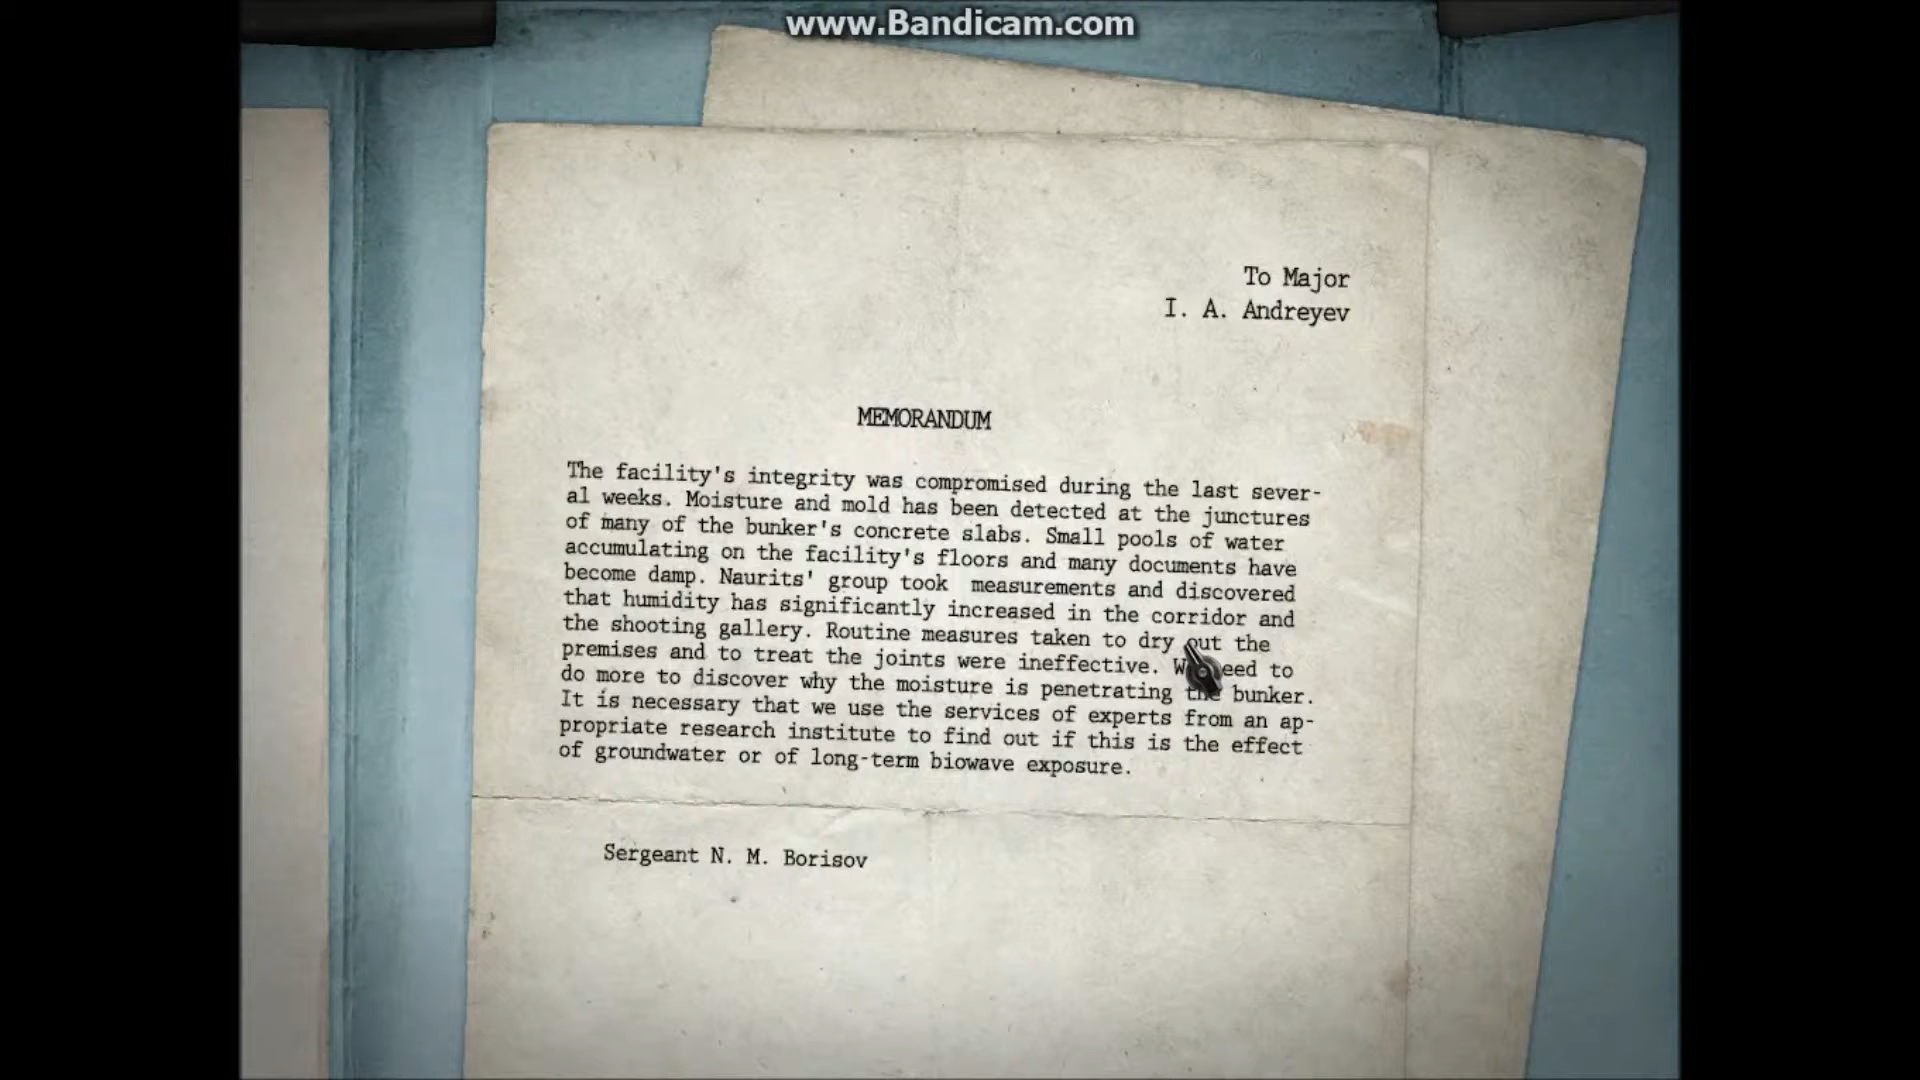 www.Bandicam.com
To Major
I. A. Andreyev
MEMORANDUM
The facility's integrity was compromised during the last sever-
al weeks. Moisture and mold has been detected at the junctures
of many of the bunker's concrete slabs. Small pools of water
accumulating on the facility's floors and many documents have
become damp. Naurits' group took measurements and discovered
that humidity has significantly increased in the corridor and
the shooting gallery. Routine measures taken to dry out the
premises and to treat the joints were ineffective. We need to
do more to discover why the moisture is penetrating the bunker.
It is necessary that we use the services of experts from an ap-
propriate research institute to find out if this is the effect
of groundwater or of long-term biowave exposure.
Sergeant N. M. Borisov